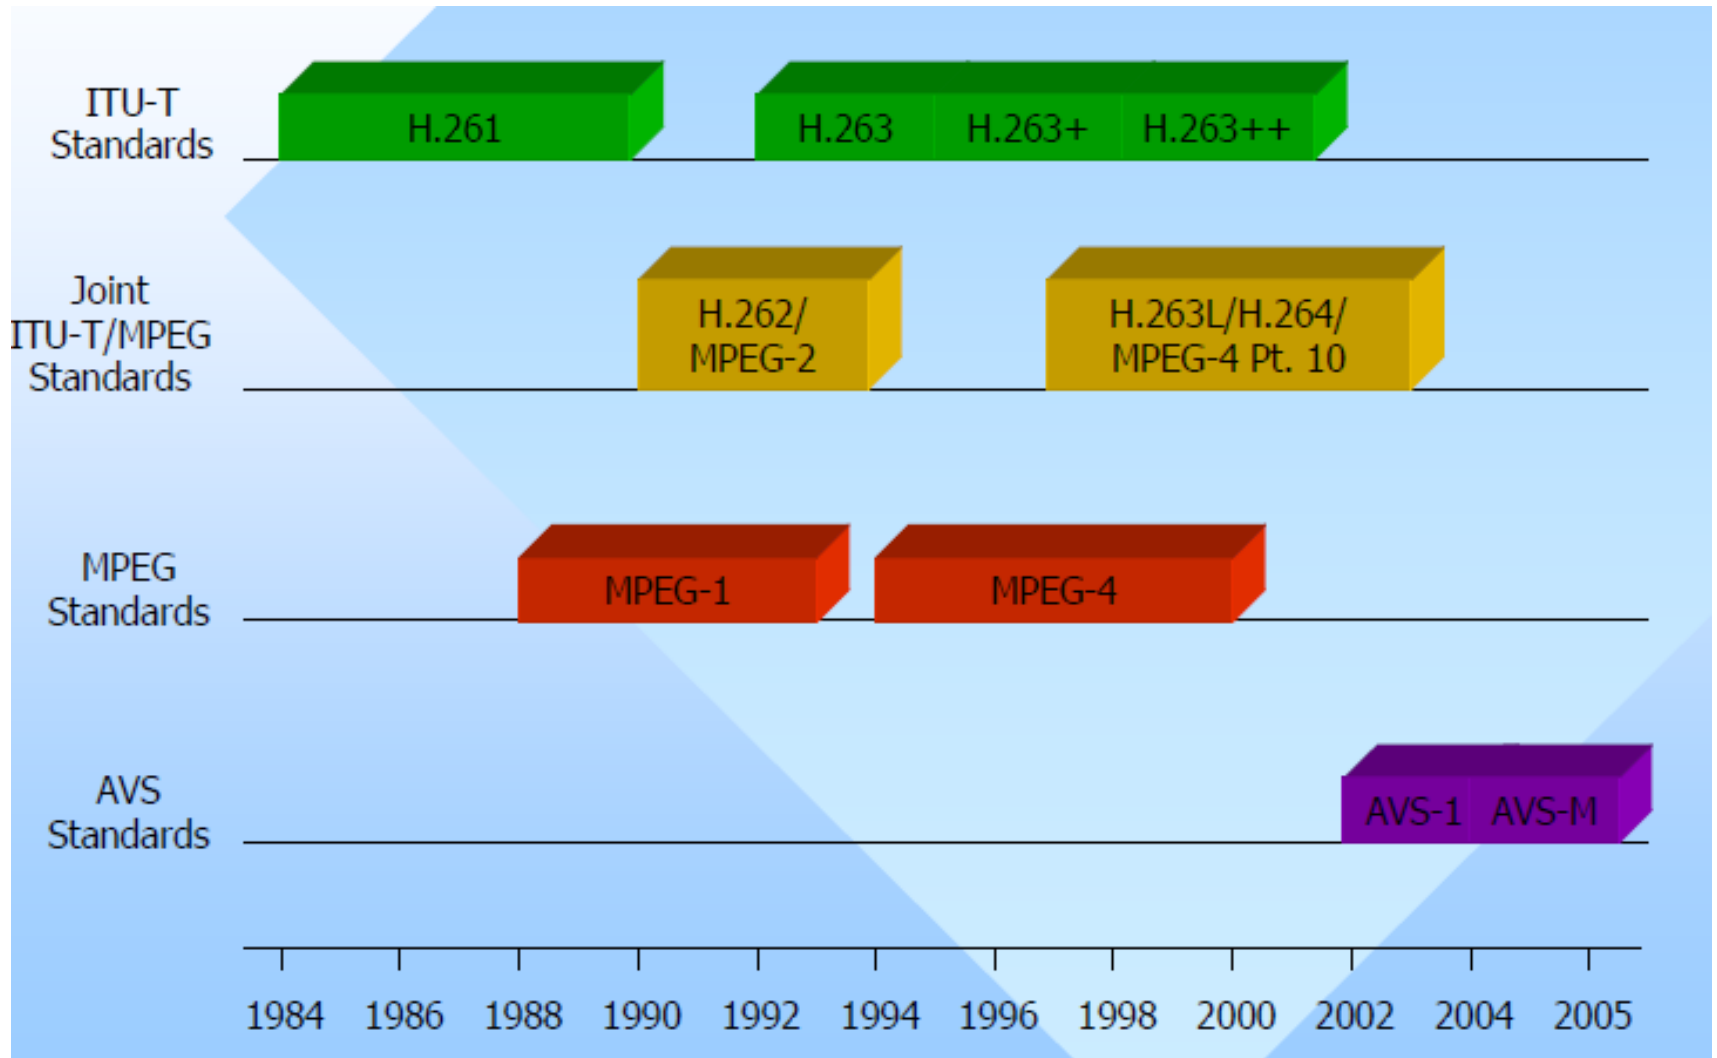 ITU-T
Standards
H.261
H.263
H.263+
H.263++
Joint
ITU-T/MPEG
Standards
H.262/
MPEG-2
H.263L/H.264/
MPEG-4 Pt. 10
MPEG
Standards
MPEG-1
MPEG-4
AVS
Standards
AVS-1
AVS-M
1984 1986 1988 1990 1992 1994 1996 1998 2000 2002 2004 2005